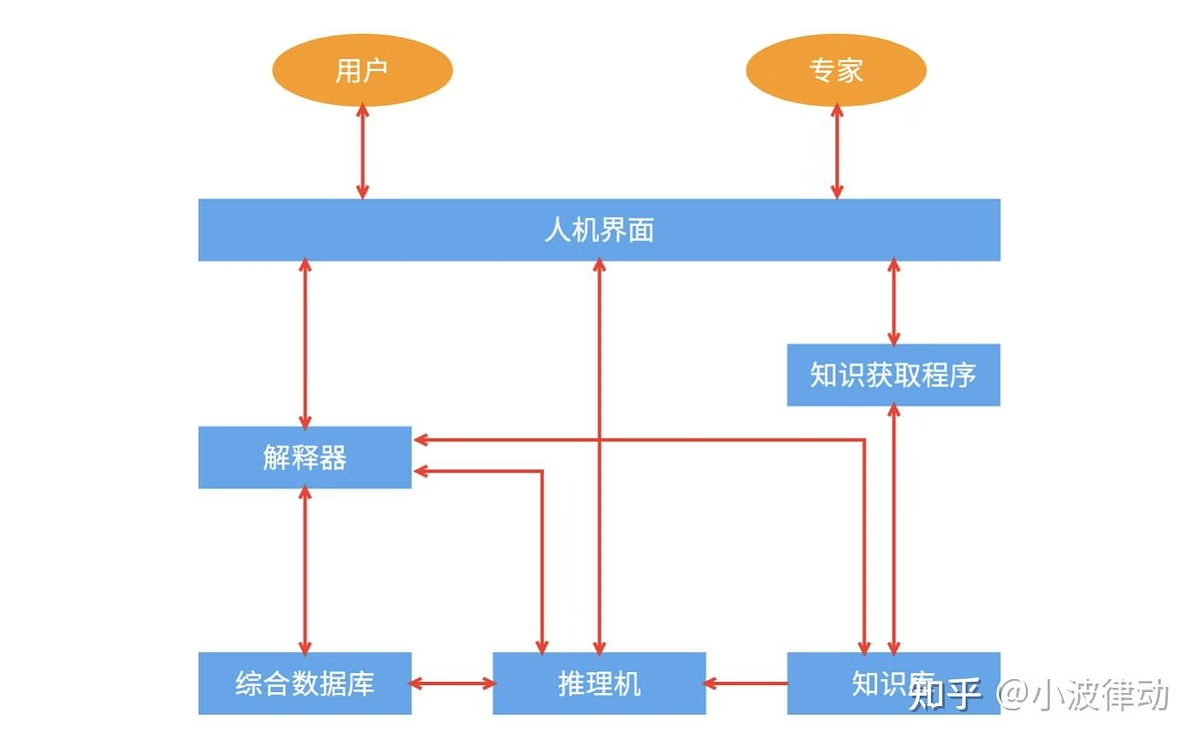 用户
专家
人机界面
知识获取程序
解释器
综合数据库
推理机
知识库
知乎 @小波律动